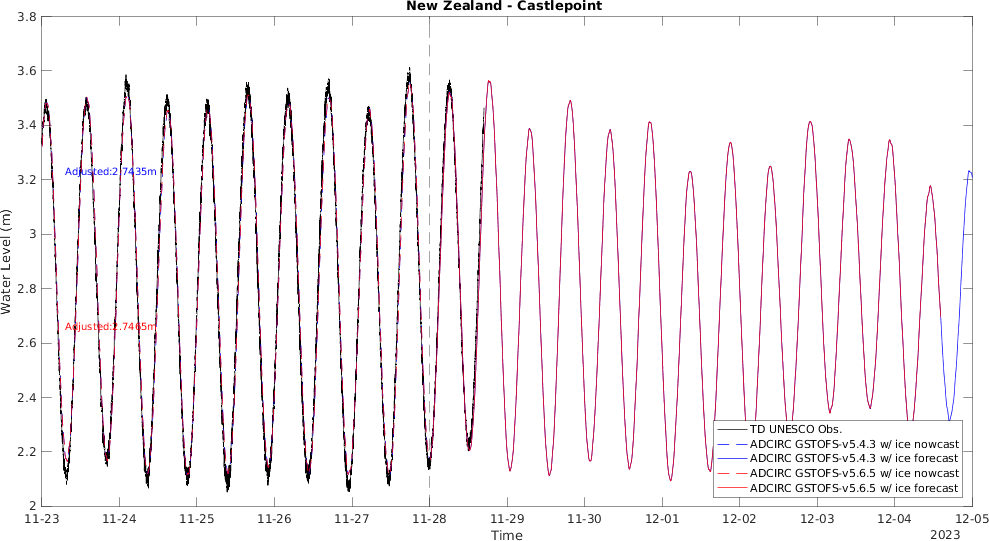 New Zealand - Castlepoint
3.8
3.6
3.4
3.2
3
2.8
2.6
2.4
2.2
2
Water Level (m)
Adjusted:2.7435m
Adjusted:2.7465m
TD UNESCO Obs.
ADCIRC GSTOFS-v5.4.3 w/ ice nowcast
ADCIRC GSTOFS-v5.4.3 w/ ice forecast
ADCIRC GSTOFS-v5.6.5 w/ ice nowcast
ADCIRC GSTOFS-v5.6.5 w/ ice forecast
11-23 11-24 11-25 11-26 11-27 11-28 11-29 11-30 12-01 12-02 12-03 12-04 12-05
Time
2023